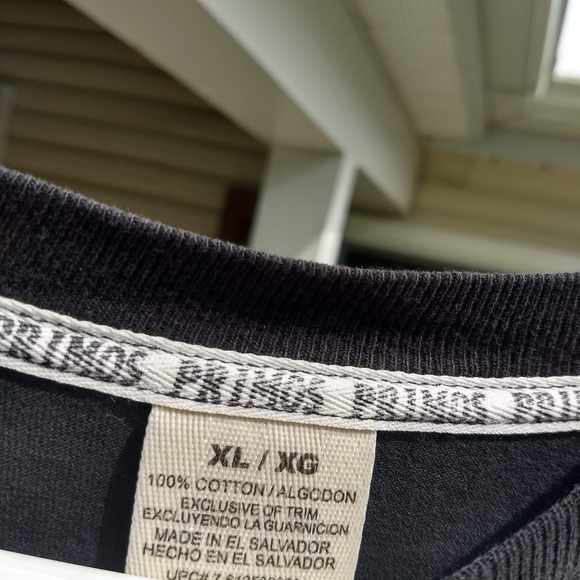 PRIMOS PRIMOS PRIMOS
XL / XG
100% COTTON / ALGODON
EXCLUSIVE OF TRIM
EXCLUYENDO LA GUARNICION
MADE IN EL SALVADOR
HECHO EN EL SALVADOR
UPC#